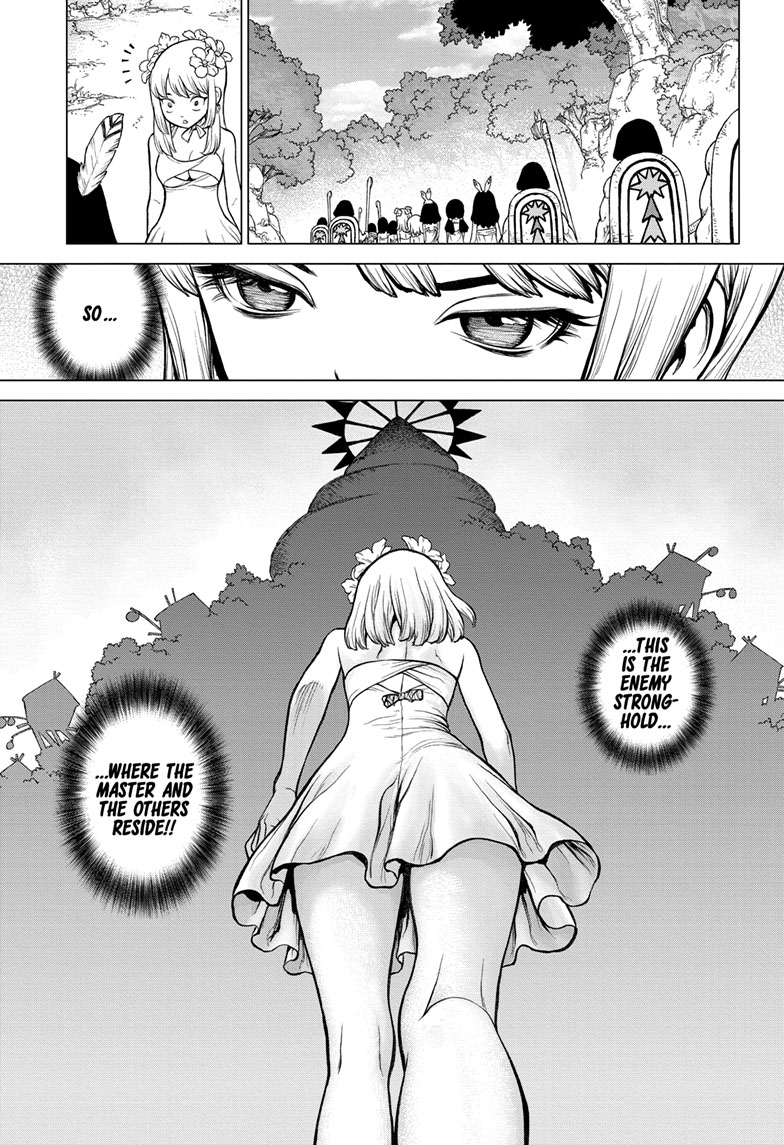 SO...
...THIS
IS THE
ENEMY
STRONG-
HOLD...
...WHERE THE
MASTER AND
THE OTHERS
RESIDE!!